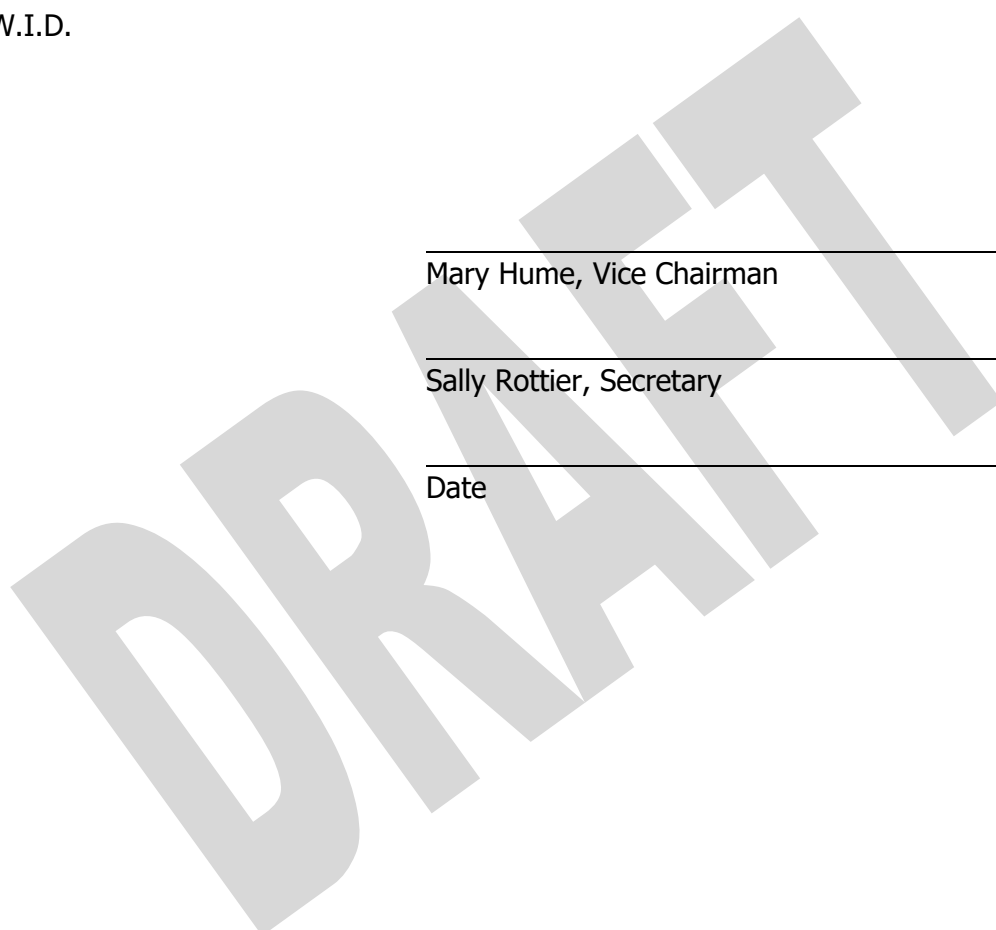 W.I.D.
Mary Hume, Vice Chairman
Sally Rottier, Secretary
Date
DRAFT